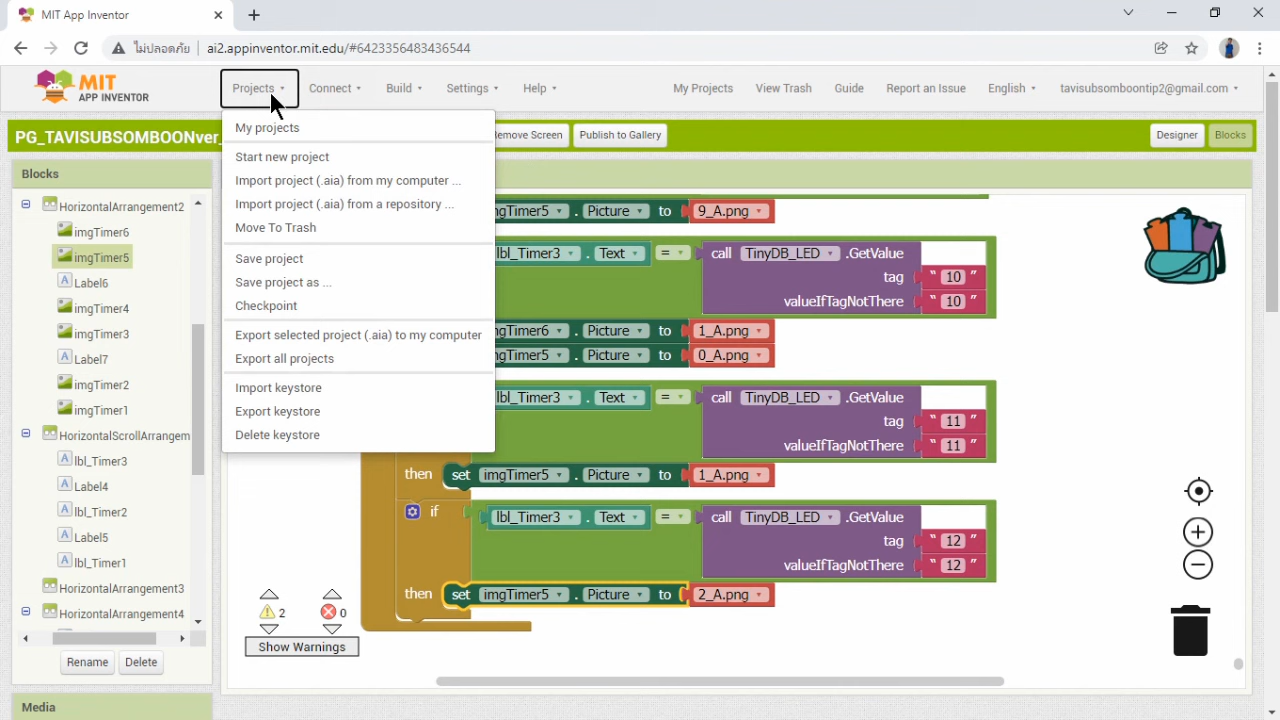 MIT App Inventor
ไม่ปลอดภัย
ai2.appinventor.mit.edu/#6423356483436544
MIT
APP INVENTOR
Projects
Connect
Build
Settings
Help
My Projects
View Trash
Guide
Report an Issue
English
tavisubsomboontip2@gmail.com
PG_TAVISUBSOMBOONver_
Remove Screen
Publish to Gallery
Designer
Blocks
My projects
Start new project
Import project (.aia) from my computer ...
Import project (.aia) from a repository ...
Move To Trash
Save project
Save project as ...
Checkpoint
Export selected project (.aia) to my computer
Export all projects
Import keystore
Export keystore
Delete keystore
Blocks
HorizontalArrangement2
imgTimer6
imgTimer5
Label6
imgTimer4
imgTimer3
Label7
imgTimer2
imgTimer1
HorizontalScrollArrangem
lbl_Timer3
Label4
lbl_Timer2
Label5
lbl_Timer1
HorizontalArrangement3
HorizontalArrangement4
Rename
Delete
Media
ngTimer5 . Picture to 9_A.png
lbl_Timer3 . Text = call TinyDB_LED .GetValue
tag " 10 "
valueIfTagNotThere " 10 "
ngTimer6 . Picture to 1_A.png
ngTimer5 . Picture to 0_A.png
lbl_Timer3 . Text = call TinyDB_LED .GetValue
tag " 11 "
valueIfTagNotThere " 11 "
then set imgTimer5 . Picture to 1_A.png
if lbl_Timer3 . Text = call TinyDB_LED .GetValue
tag " 12 "
valueIfTagNotThere " 12 "
then set imgTimer5 . Picture to 2_A.png
2
0
Show Warnings